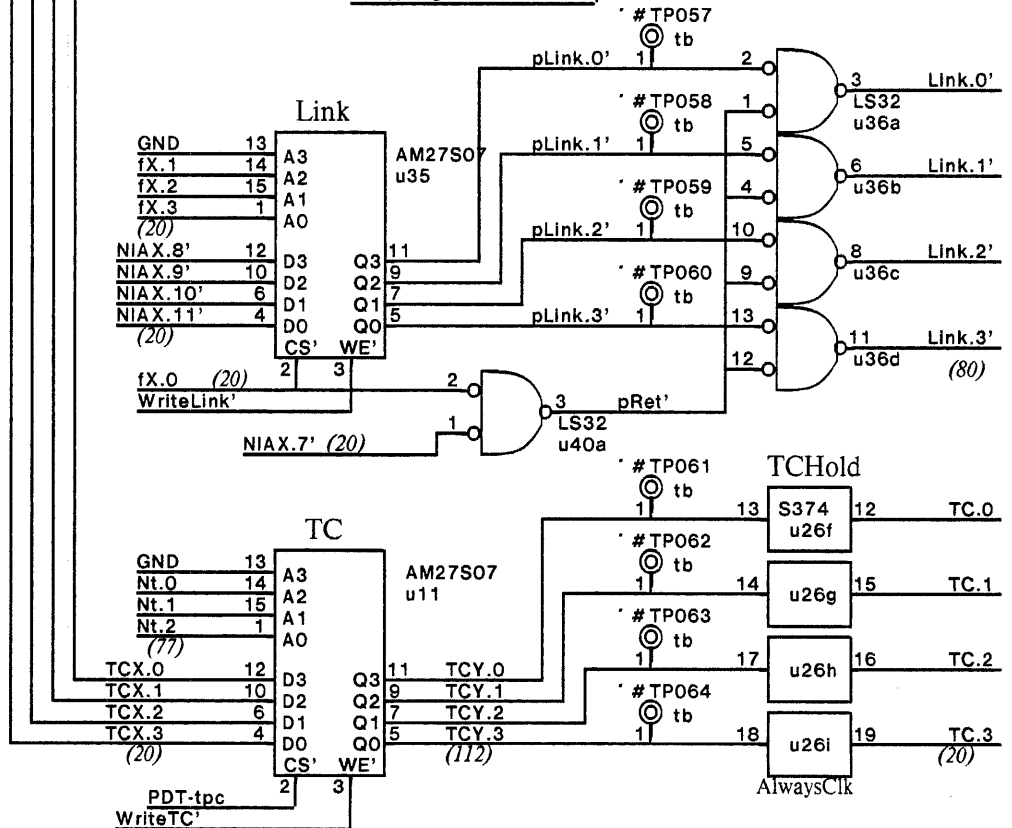 # TP057
tb
pLink.0' 1 2 3 Link.0'
LS32
u36a
1
Link
# TP058
tb
GND 13 A3
fX.1 14 A2
fX.2 15 A1
fX.3 1 A0
(20)
AM27S07
u35
pLink.1' 1 5 6 Link.1'
u36b
4
# TP059
tb
pLink.2' 1 10 8 Link.2'
u36c
9
NIAX.8' 12 D3 Q3 11
NIAX.9' 10 D2 Q2 9
NIAX.10' 6 D1 Q1 7
NIAX.11' 4 D0 Q0 5
(20)
CS' WE'
2 3
# TP060
tb
pLink.3' 1 13 11 Link.3'
u36d
(80)
12
fX.0 (20) 2
WriteLink'
3 pRet'
LS32
u40a
NIAX.7' (20) 1
# TP061
tb
TCHold
1 13 S374 12 TC.0
u26f
TC
# TP062
tb
GND 13 A3
Nt.0 14 A2
Nt.1 15 A1
Nt.2 1 A0
(77)
AM27S07
u11
1 14 u26g 15 TC.1
# TP063
tb
1 17 u26h 16 TC.2
TCX.0 12 D3 Q3 11 TCY.0
TCX.1 10 D2 Q2 9 TCY.1
TCX.2 6 D1 Q1 7 TCY.2
TCX.3 4 D0 Q0 5 TCY.3
(20) (112)
# TP064
tb
1 18 u26i 19 TC.3
(20)
AlwaysClk
CS' WE'
2 3
PDT-tpc
WriteTC'